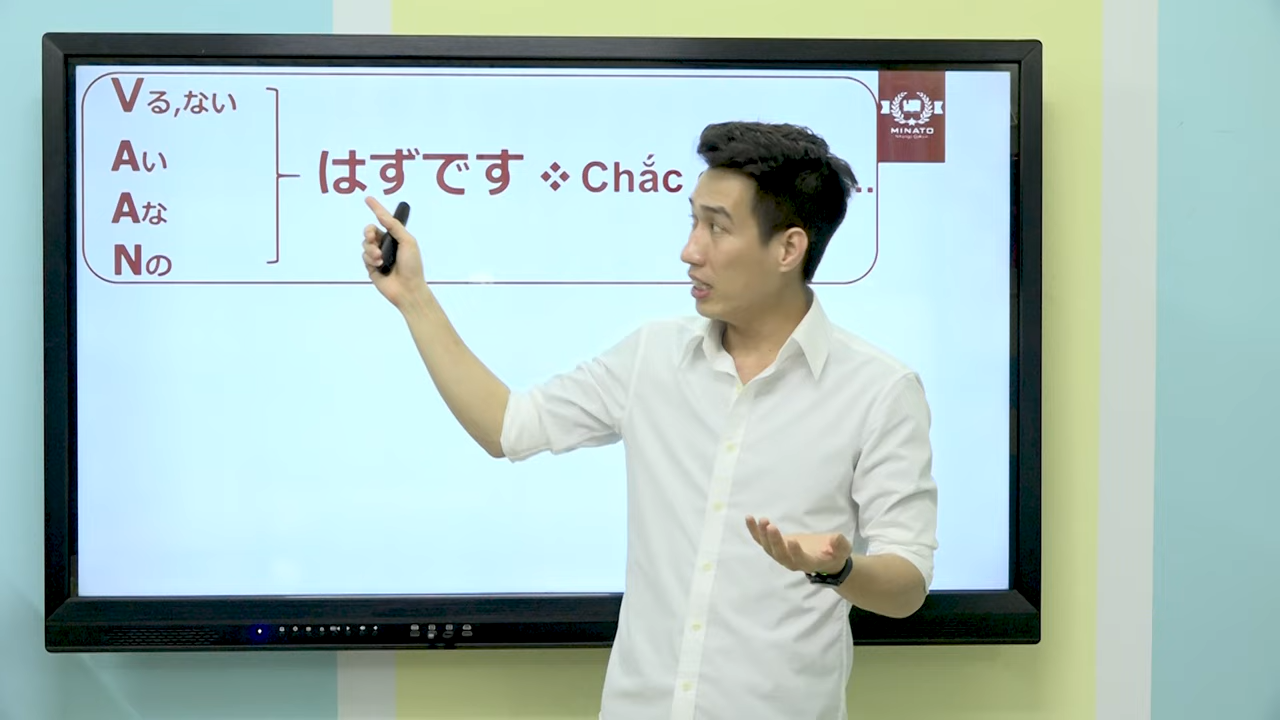 Vる,ない
Aい
Aな
Nの
はずです ❖ Chắc ...
MINATO